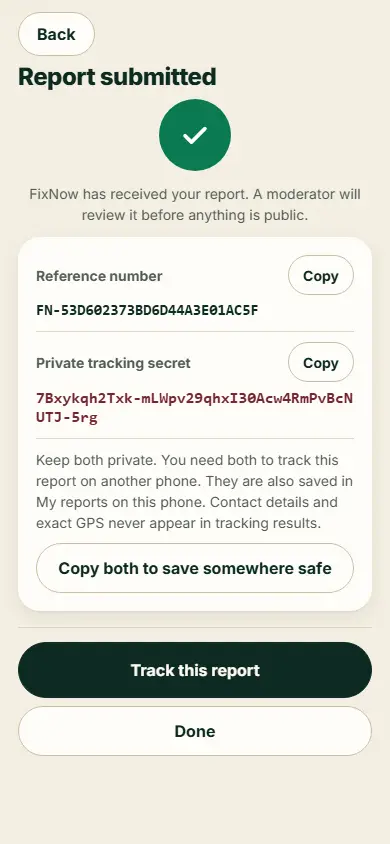 Back
Report submitted
FixNow has received your report. A moderator will
review it before anything is public.
Reference number
Copy
FN-53D602373BD6D44A3E01AC5F
Private tracking secret
Copy
7Bxykqh2Txk-mLWpv29qhxI30Acw4RmPvBcN
UTJ-5rg
Keep both private. You need both to track this
report on another phone. They are also saved in
My reports on this phone. Contact details and
exact GPS never appear in tracking results.
Copy both to save somewhere safe
Track this report
Done